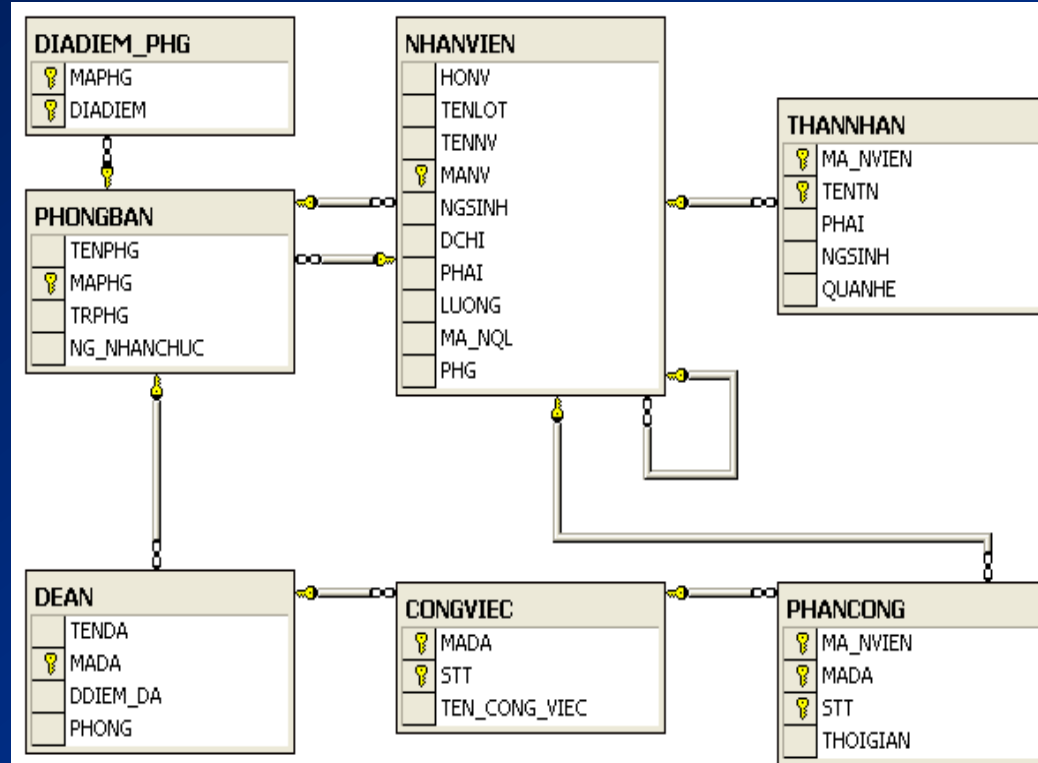 DIADIEM_PHG
MAPHG
DIADIEM
PHONGBAN
TENPHG
MAPHG
TRPHG
NG_NHANCHUC
NHANVIEN
HONV
TENLOT
TENNV
MANV
NGSINH
DCHI
PHAI
LUONG
MA_NQL
PHG
THANNHAN
MA_NVIEN
TENTN
PHAI
NGSINH
QUANHE
DEAN
TENDA
MADA
DDIEM_DA
PHONG
CONGVIEC
MADA
STT
TEN_CONG_VIEC
PHANCONG
MA_NVIEN
MADA
STT
THOIGIAN